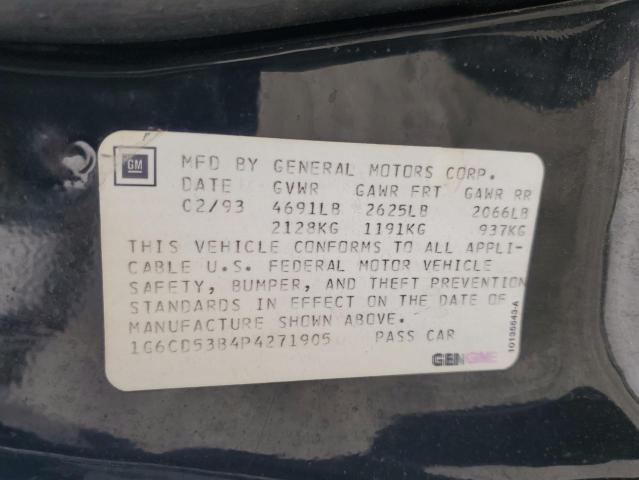 GM MFD BY GENERAL MOTORS CORP.
DATE GVWR GAWR FRT GAWR RR
02/93 4691LB 2625LB 2066LB
2128KG 1191KG 937KG
THIS VEHICLE CONFORMS TO ALL APPLI-
CABLE U.S. FEDERAL MOTOR VEHICLE
SAFETY, BUMPER, AND THEFT PREVENTION
STANDARDS IN EFFECT ON THE DATE OF
MANUFACTURE SHOWN ABOVE.
1G6CD53B4P4271905 PASS CAR
GENGME
10135643-A